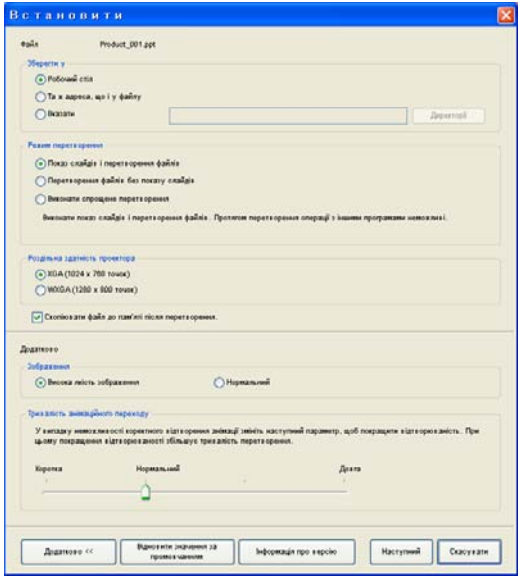 Встановити
Файл Product_001.ppt
Зберегти у
Робочий стіл
Та ж адреса, що і у файлу
Вказати Директорії
Режим перетворення
Показ слайдів і перетворення файлів
Перетворення файлів без показу слайдів
Виконати спрощене перетворення
Виконати показ слайдів і перетворення файлів. Протягом перетворення операції з іншими програмами неможливі.
Роздільна здатність проектора
XGA (1024 x 768 точок)
WXGA (1280 x 800 точок)
Скопіювати файл до пам'яті після перетворення.
Додатково
Зображення
Висока якість зображення Нормальний
Тривалість анімаційного переходу
У випадку неможливості коректного відтворення анімації змініть наступний параметр, щоб покращити відтворюваність. При
цьому покращення відтворюваності збільшує тривалість перетворення.
Коротка Нормальний Довга
Додатково << Відновити значення за
промовчанням Інформація про версію Наступний Скасувати